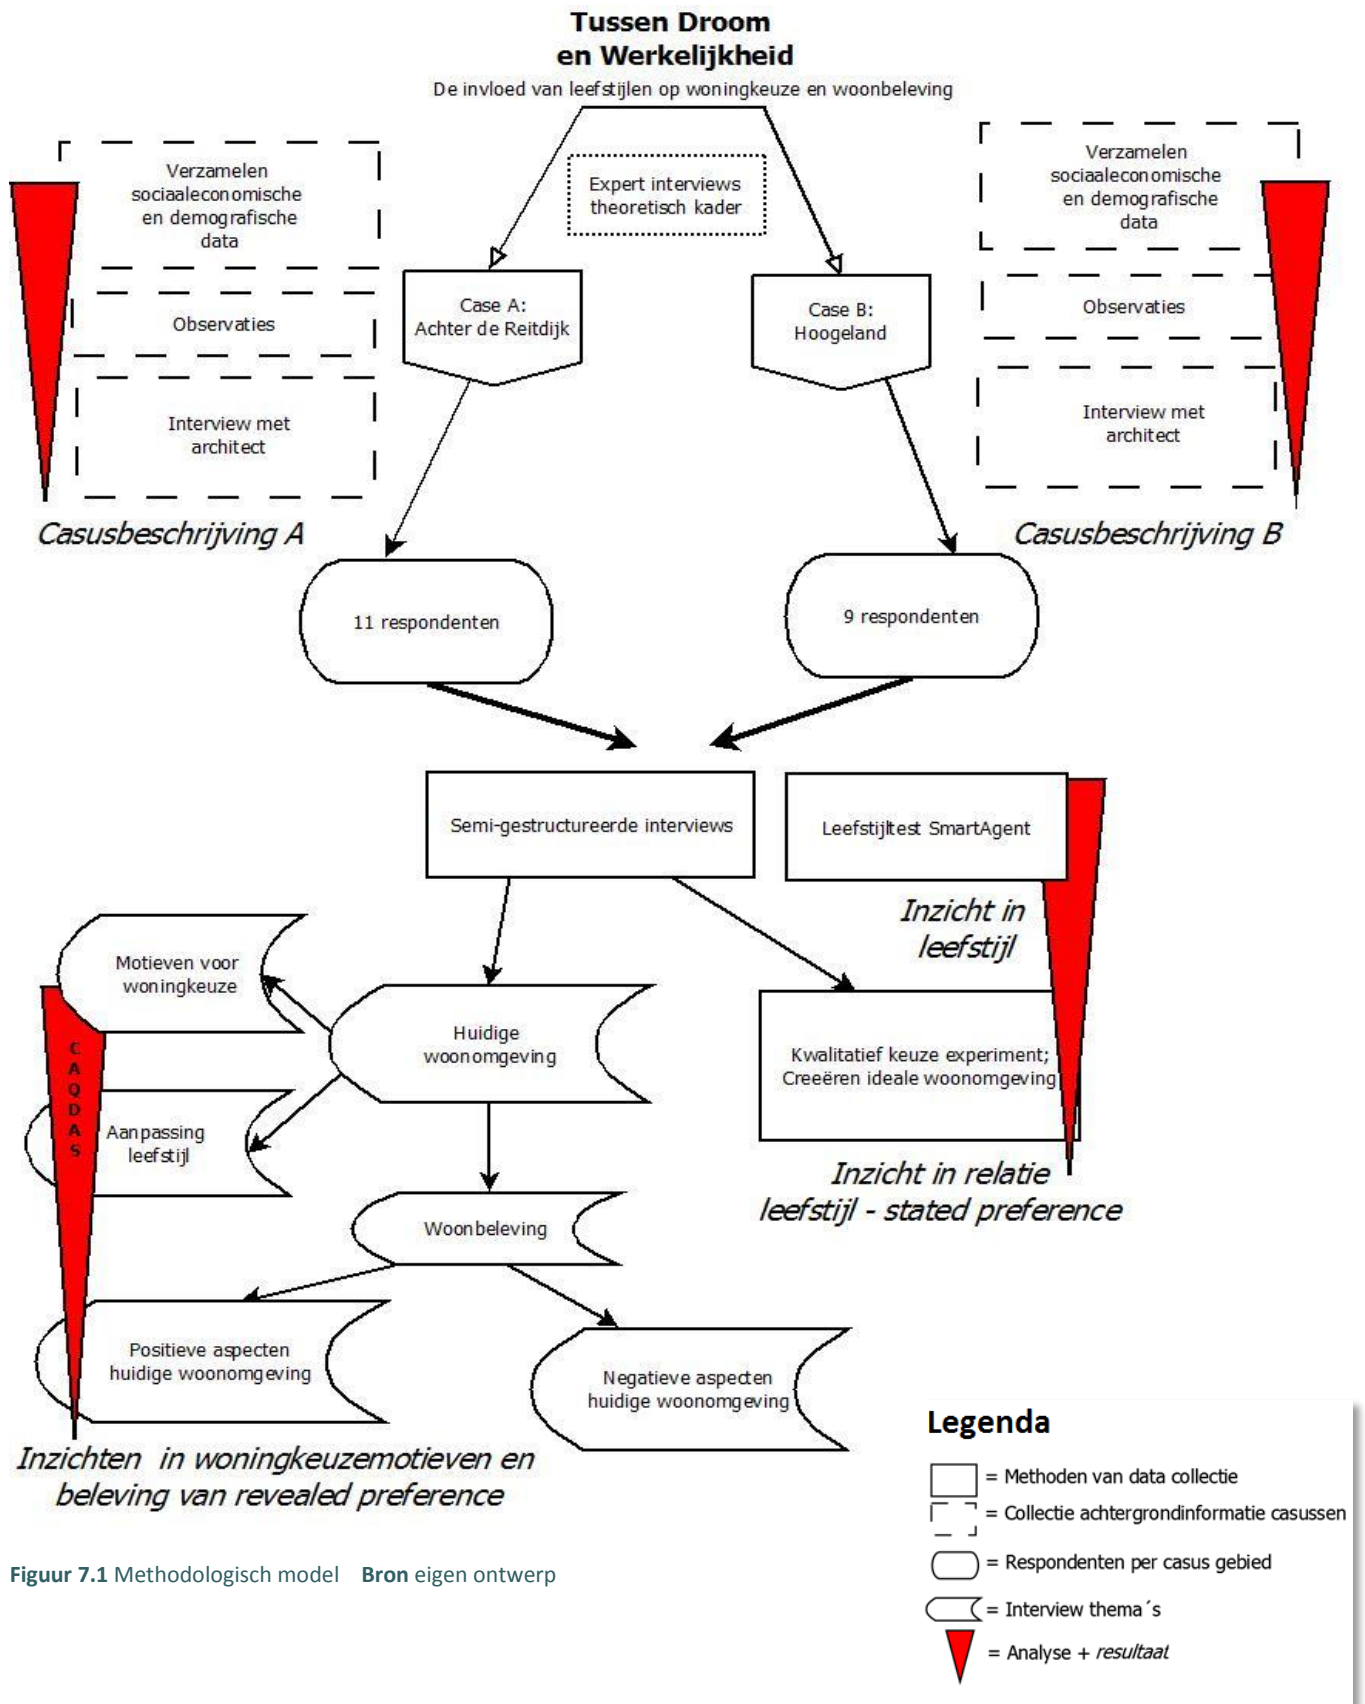 Tussen Droom
en Werkelijkheid
De invloed van leefstijlen op woningkeuze en woonbeleving
Verzamelen
sociaaleconomische
en demografische
data
Observaties
Interview met
architect
Casusbeschrijving A
Expert interviews
theoretisch kader
Case A:
Achter de Reitdijk
Case B:
Hoogeland
Verzamelen
sociaaleconomische
en demografische
data
Observaties
Interview met
architect
Casusbeschrijving B
11 respondenten
9 respondenten
Semi-gestructureerde interviews
Leefstijltest SmartAgent
Inzicht in
leefstijl
Motieven voor
woningkeuze
Huidige
woonomgeving
Kwalitatief keuze experiment;
Creeëren ideale woonomgeving
CAQDAS
Aanpassing
leefstijl
Inzicht in relatie
leefstijl - stated preference
Woonbeleving
Positieve aspecten
huidige woonomgeving
Negatieve aspecten
huidige woonomgeving
Inzichten in woningkeuzemotieven en
beleving van revealed preference
Legenda
= Methoden van data collectie
= Collectie achtergrondinformatie casussen
= Respondenten per casus gebied
= Interview thema´s
= Analyse + resultaat
Figuur 7.1 Methodologisch model Bron eigen ontwerp